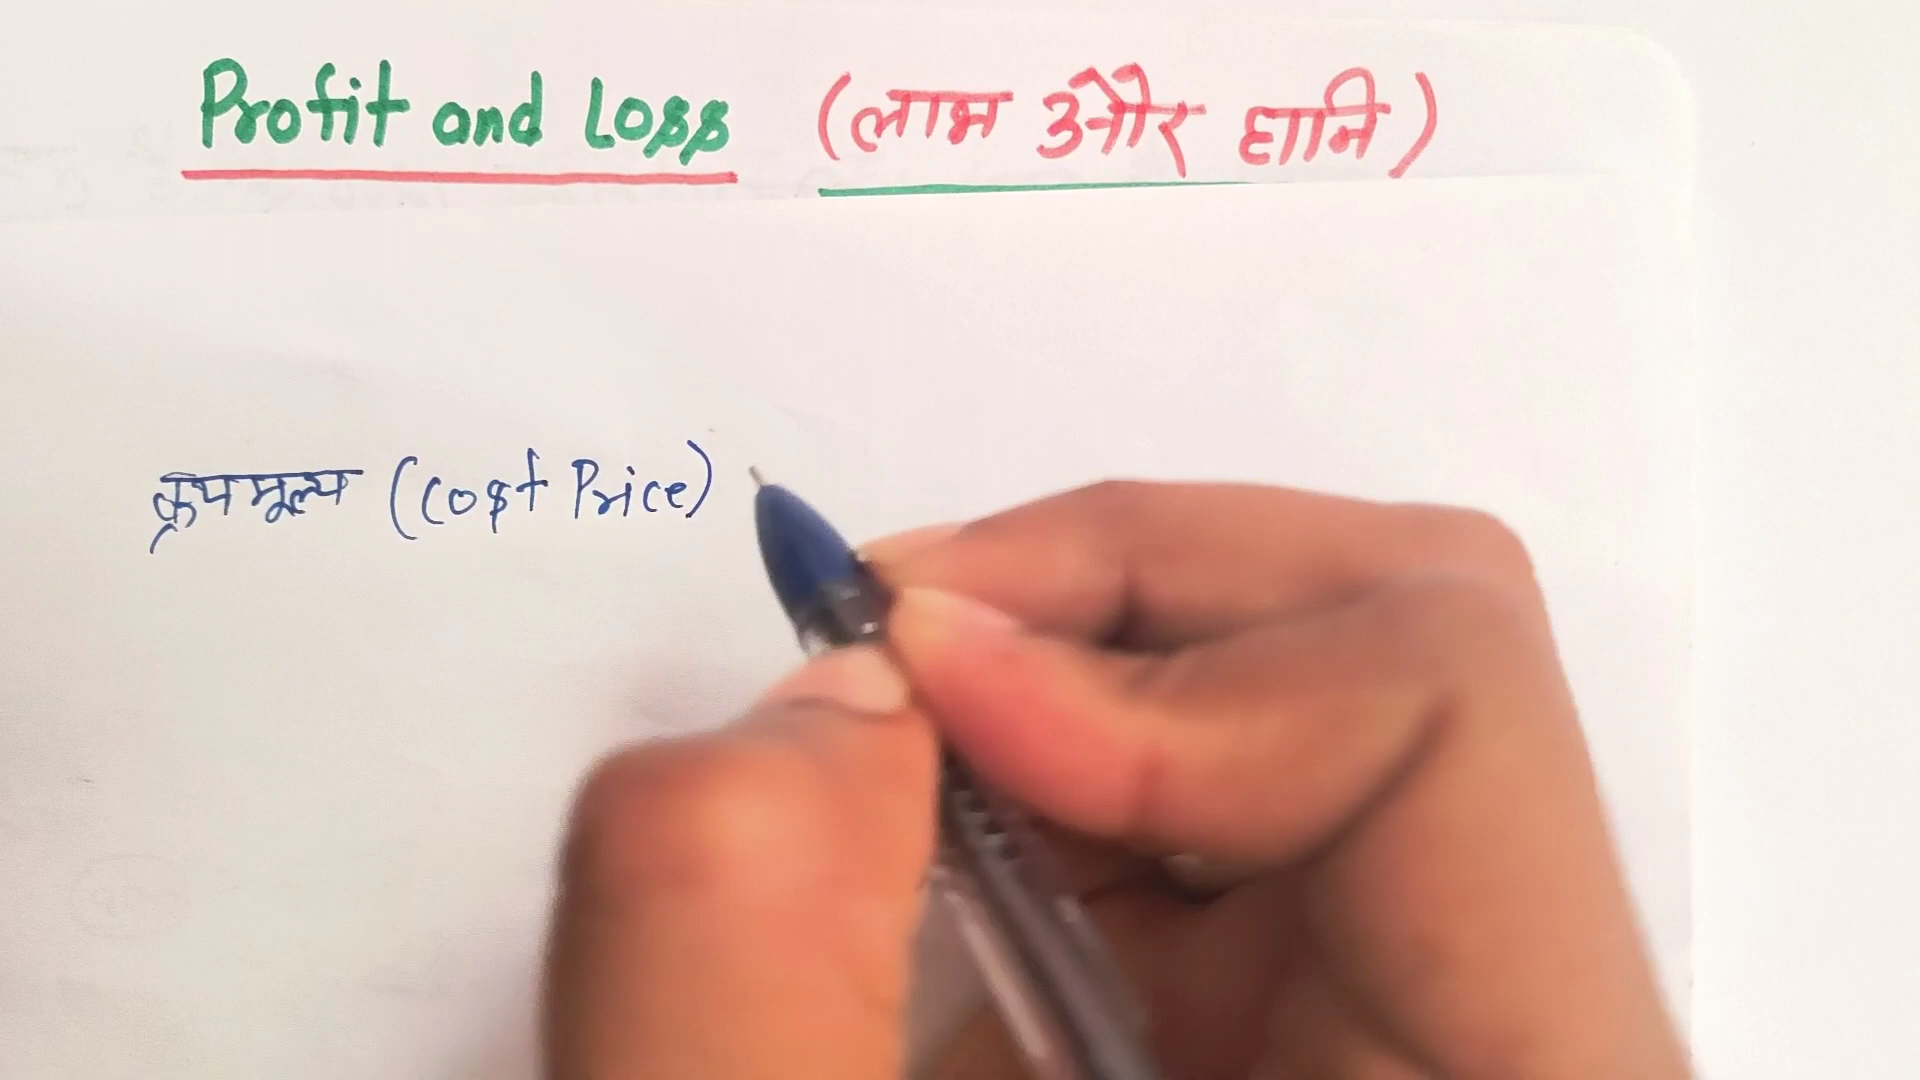 Profit and Loss (लाभ और हानि)
क्रयमूल्य (Cost Price)